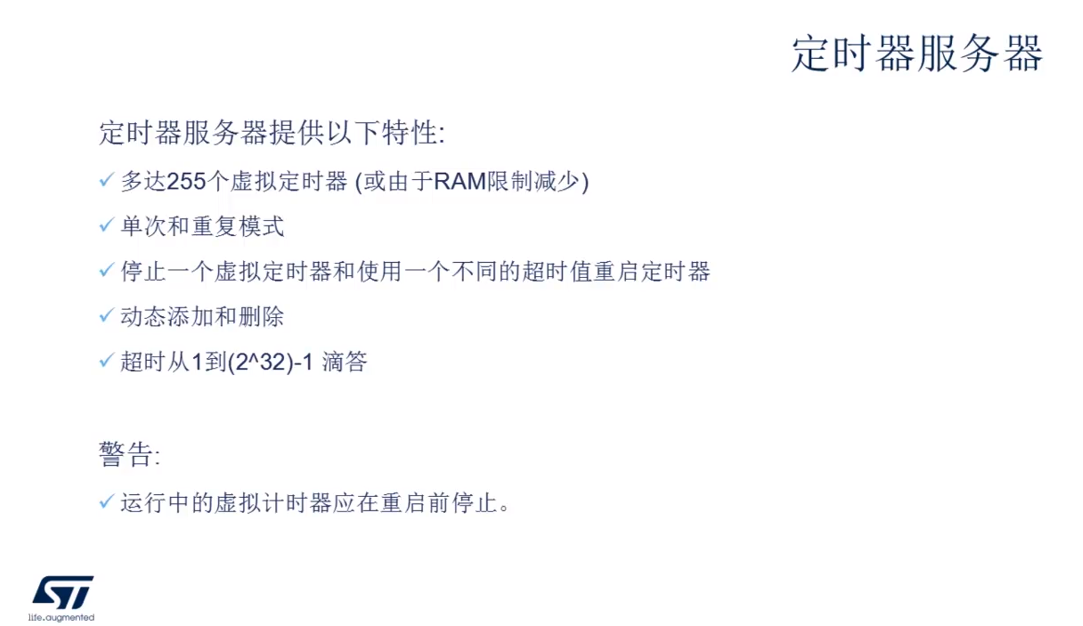 定时器服务器
定时器服务器提供以下特性:
多达255个虚拟定时器 (或由于RAM限制减少)
单次和重复模式
停止一个虚拟定时器和使用一个不同的超时值重启定时器
动态添加和删除
超时从1到(2^32)-1 滴答
警告:
运行中的虚拟计时器应在重启前停止。
ST
life.augmented